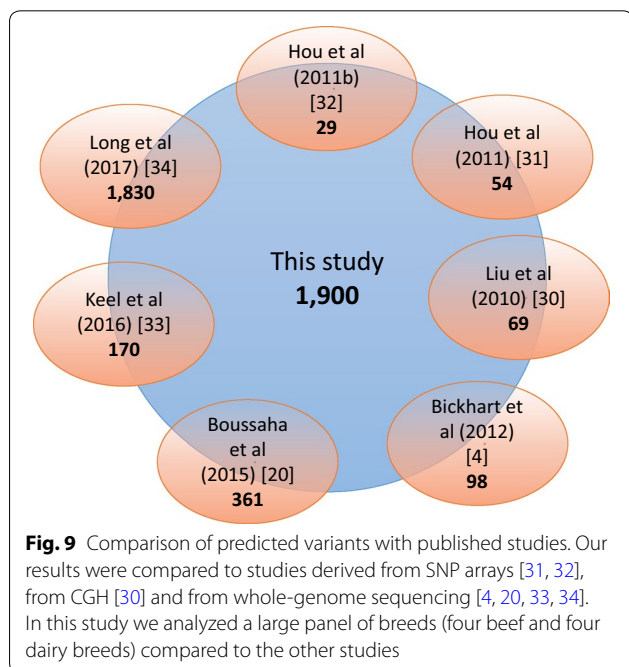 Hou et al
(2011b)
[32]
29
Long et al
(2017) [34]
1,830
Hou et al
(2011) [31]
54
This study
1,900
Liu et al
(2010) [30]
69
Keel et al
(2016) [33]
170
Boussaha
et al
(2015) [20]
361
Bickhart et
al (2012)
[4]
98
Fig. 9 Comparison of predicted variants with published studies. Our
results were compared to studies derived from SNP arrays [31, 32],
from CGH [30] and from whole-genome sequencing [4, 20, 33, 34].
In this study we analyzed a large panel of breeds (four beef and four
dairy breeds) compared to the other studies